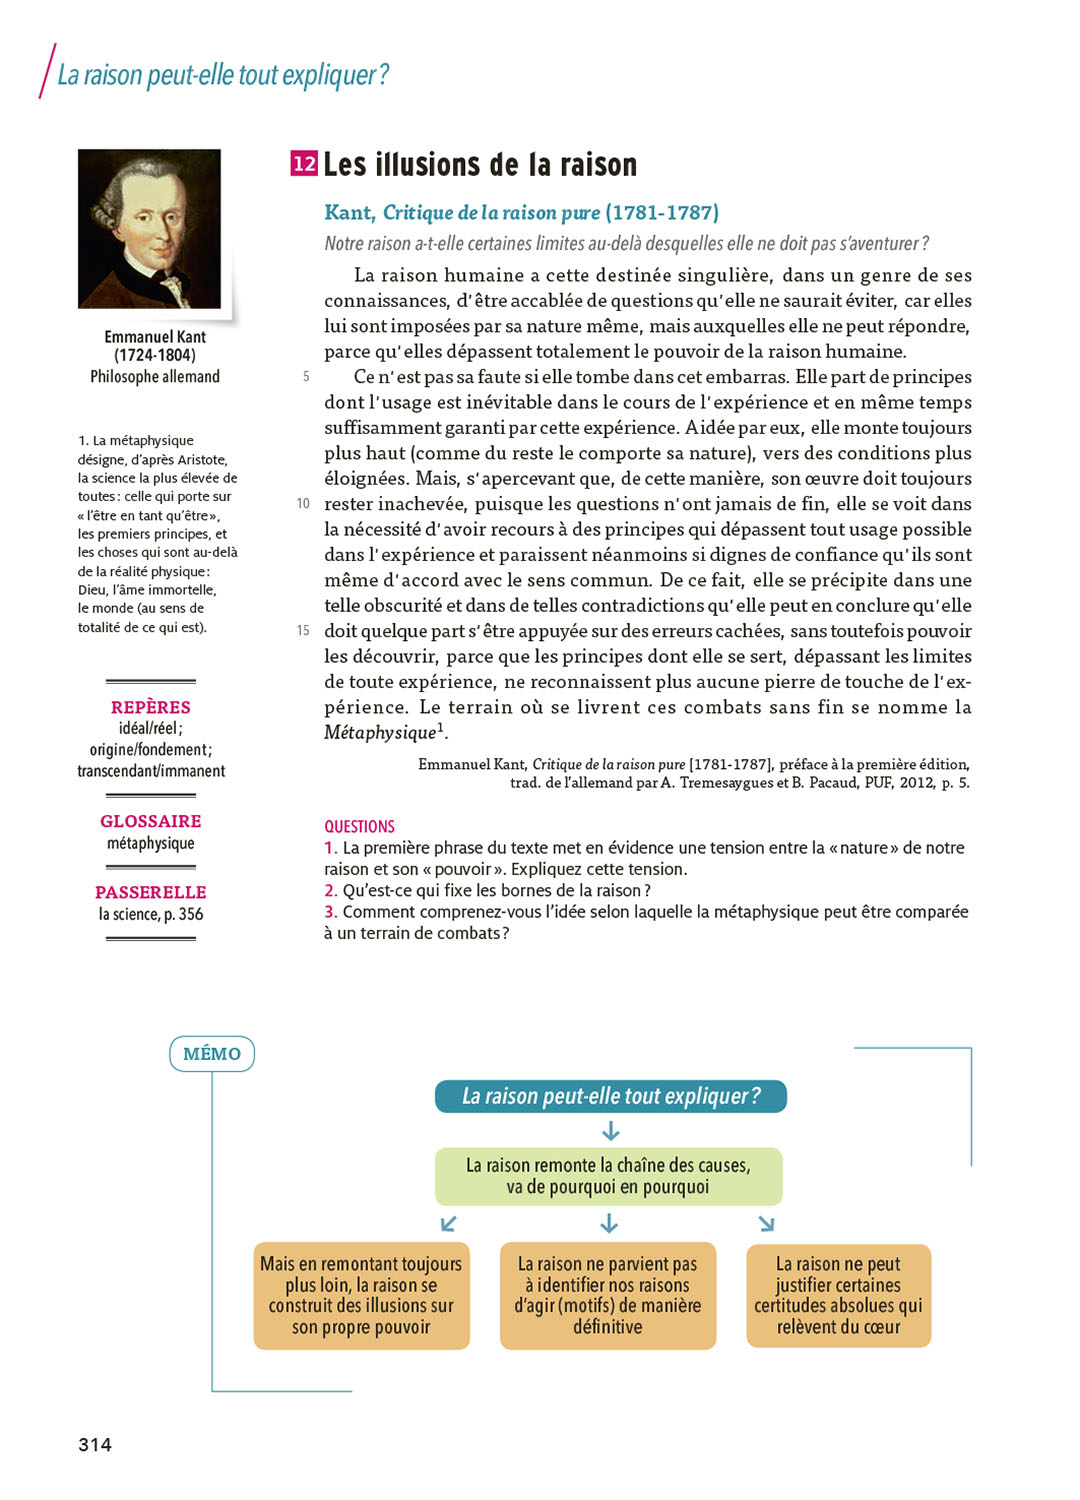 La raison peut-elle tout expliquer ?
12 Les illusions de la raison
Kant, Critique de la raison pure (1781-1787)
Notre raison a-t-elle certaines limites au-delà desquelles elle ne doit pas s'aventurer ?
La raison humaine a cette destinée singulière, dans un genre de ses
connaissances, d'être accablée de questions qu'elle ne saurait éviter, car elles
lui sont imposées par sa nature même, mais auxquelles elle ne peut répondre,
parce qu'elles dépassent totalement le pouvoir de la raison humaine.
5 Ce n'est pas sa faute si elle tombe dans cet embarras. Elle part de principes
dont l'usage est inévitable dans le cours de l'expérience et en même temps
suffisamment garanti par cette expérience. Aidée par eux, elle monte toujours
plus haut (comme du reste le comporte sa nature), vers des conditions plus
éloignées. Mais, s'apercevant que, de cette manière, son œuvre doit toujours
10 rester inachevée, puisque les questions n'ont jamais de fin, elle se voit dans
la nécessité d'avoir recours à des principes qui dépassent tout usage possible
dans l'expérience et paraissent néanmoins si dignes de confiance qu'ils sont
même d'accord avec le sens commun. De ce fait, elle se précipite dans une
telle obscurité et dans de telles contradictions qu'elle peut en conclure qu'elle
15 doit quelque part s'être appuyée sur des erreurs cachées, sans toutefois pouvoir
les découvrir, parce que les principes dont elle se sert, dépassant les limites
de toute expérience, ne reconnaissent plus aucune pierre de touche de l'ex-
périence. Le terrain où se livrent ces combats sans fin se nomme la
Métaphysique¹.
Emmanuel Kant, Critique de la raison pure [1781-1787], préface à la première édition,
trad. de l'allemand par A. Tremesaygues et B. Pacaud, PUF, 2012, p. 5.
Emmanuel Kant
(1724-1804)
Philosophe allemand
1. La métaphysique
désigne, d'après Aristote,
la science la plus élevée de
toutes : celle qui porte sur
« l'être en tant qu'être »,
les premiers principes, et
les choses qui sont au-delà
de la réalité physique :
Dieu, l'âme immortelle,
le monde (au sens de
totalité de ce qui est).
REPÈRES
idéal/réel ;
origine/fondement ;
transcendant/immanent
GLOSSAIRE
métaphysique
PASSERELLE
la science, p. 356
QUESTIONS
1. La première phrase du texte met en évidence une tension entre la « nature » de notre
raison et son « pouvoir ». Expliquez cette tension.
2. Qu'est-ce qui fixe les bornes de la raison ?
3. Comment comprenez-vous l'idée selon laquelle la métaphysique peut être comparée
à un terrain de combats ?
MÉMO
La raison peut-elle tout expliquer ?
La raison remonte la chaîne des causes,
va de pourquoi en pourquoi
Mais en remontant toujours
plus loin, la raison se
construit des illusions sur
son propre pouvoir
La raison ne parvient pas
à identifier nos raisons
d'agir (motifs) de manière
définitive
La raison ne peut
justifier certaines
certitudes absolues qui
relèvent du cœur
314